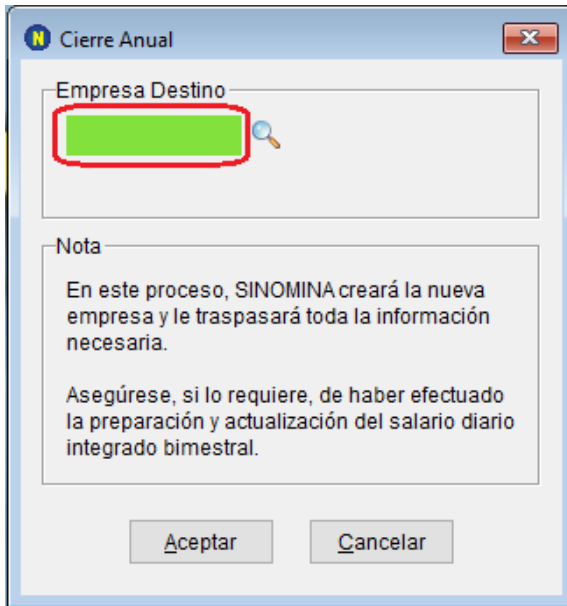 N Cierre Anual
Empresa Destino
Nota
En este proceso, SINOMINA creará la nueva
empresa y le traspasará toda la información
necesaria.
Asegúrese, si lo requiere, de haber efectuado
la preparación y actualización del salario diario
integrado bimestral.
Aceptar Cancelar